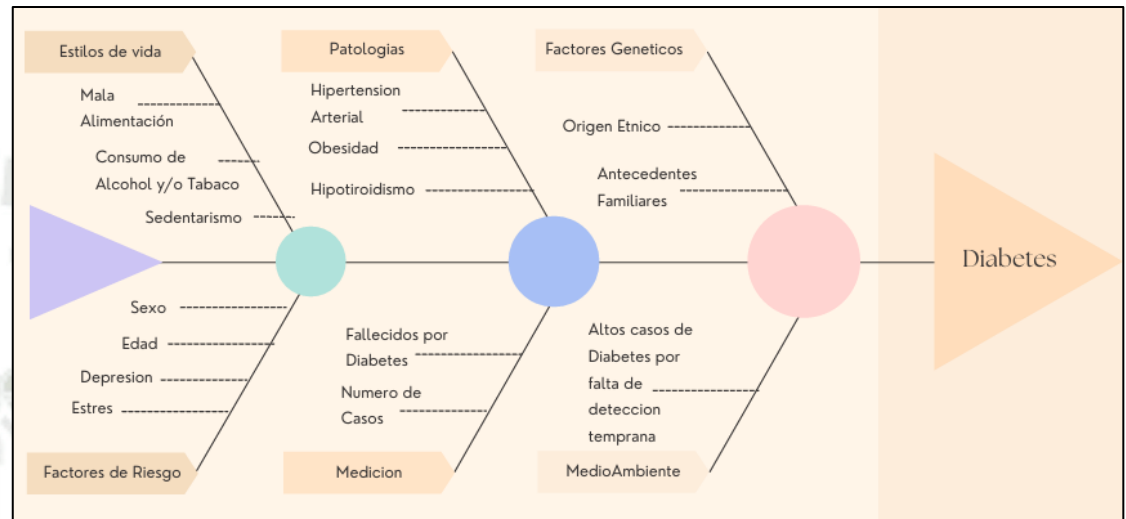 Estilos de vida
Mala
Alimentación
Consumo de
Alcohol y/o Tabaco
Sedentarismo
Patologias
Hipertension
Arterial
Obesidad
Hipotiroidismo
Factores Geneticos
Origen Etnico
Antecedentes
Familiares
Diabetes
Sexo
Edad
Depresion
Estres
Factores de Riesgo
Fallecidos por
Diabetes
Numero de
Casos
Medicion
Altos casos de
Diabetes por
falta de
deteccion
temprana
MedioAmbiente